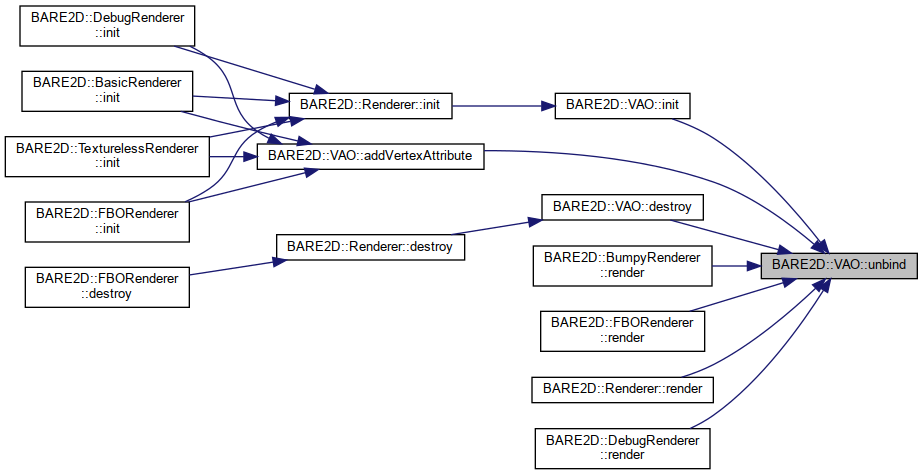 BARE2D::DebugRenderer
::init
BARE2D::BasicRenderer
::init
BARE2D::TexturelessRenderer
::init
BARE2D::FBORenderer
::init
BARE2D::FBORenderer
::destroy
BARE2D::Renderer::init
BARE2D::VAO::addVertexAttribute
BARE2D::Renderer::destroy
BARE2D::VAO::init
BARE2D::VAO::destroy
BARE2D::BumpyRenderer
::render
BARE2D::FBORenderer
::render
BARE2D::Renderer::render
BARE2D::DebugRenderer
::render
BARE2D::VAO::unbind